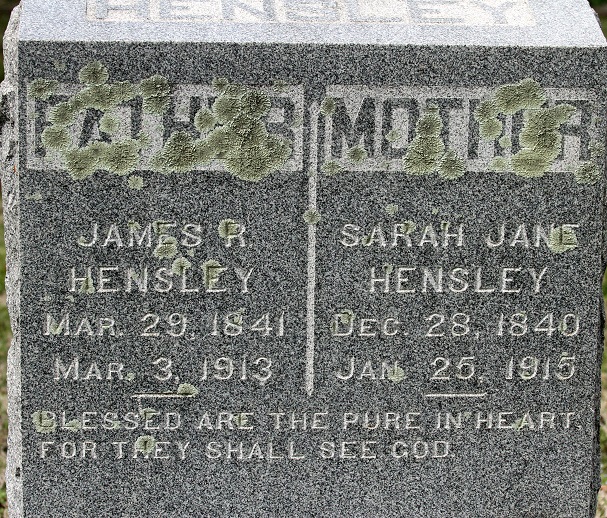 HENSLEY
FATHER MOTHER
JAMES R. SARAH JANE
HENSLEY HENSLEY
MAR. 29, 1841 DEC. 28, 1840
MAR. 3, 1913 JAN. 25, 1915
BLESSED ARE THE PURE IN HEART.
FOR THEY SHALL SEE GOD.